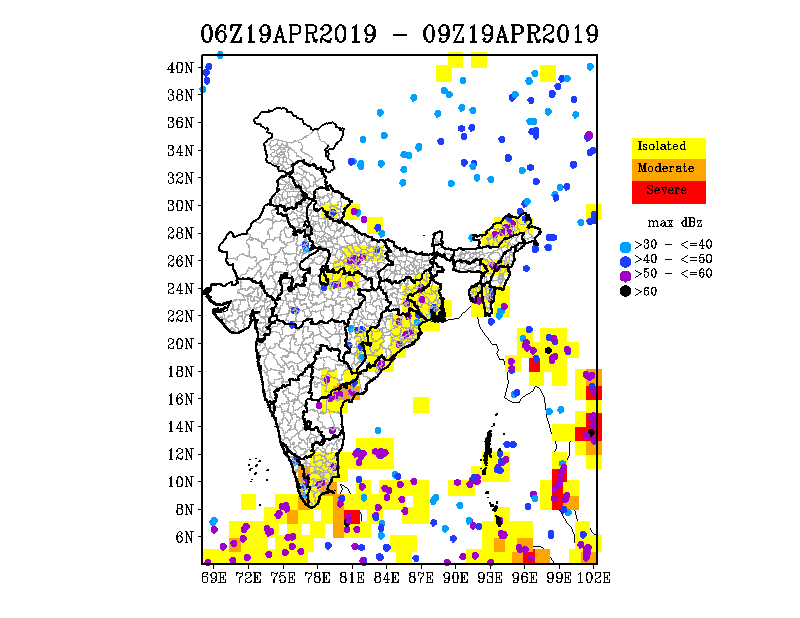 06Z19APR2019 - 09Z19APR2019
40N
38N
36N
34N
32N
30N
28N
26N
24N
22N
20N
18N
16N
14N
12N
10N
8N
6N
69E 72E 75E 78E 81E 84E 87E 90E 93E 96E 99E 102E
Isolated
Moderate
Severe
max dBz
>30 - <=40
>40 - <=50
>50 - <=60
>60